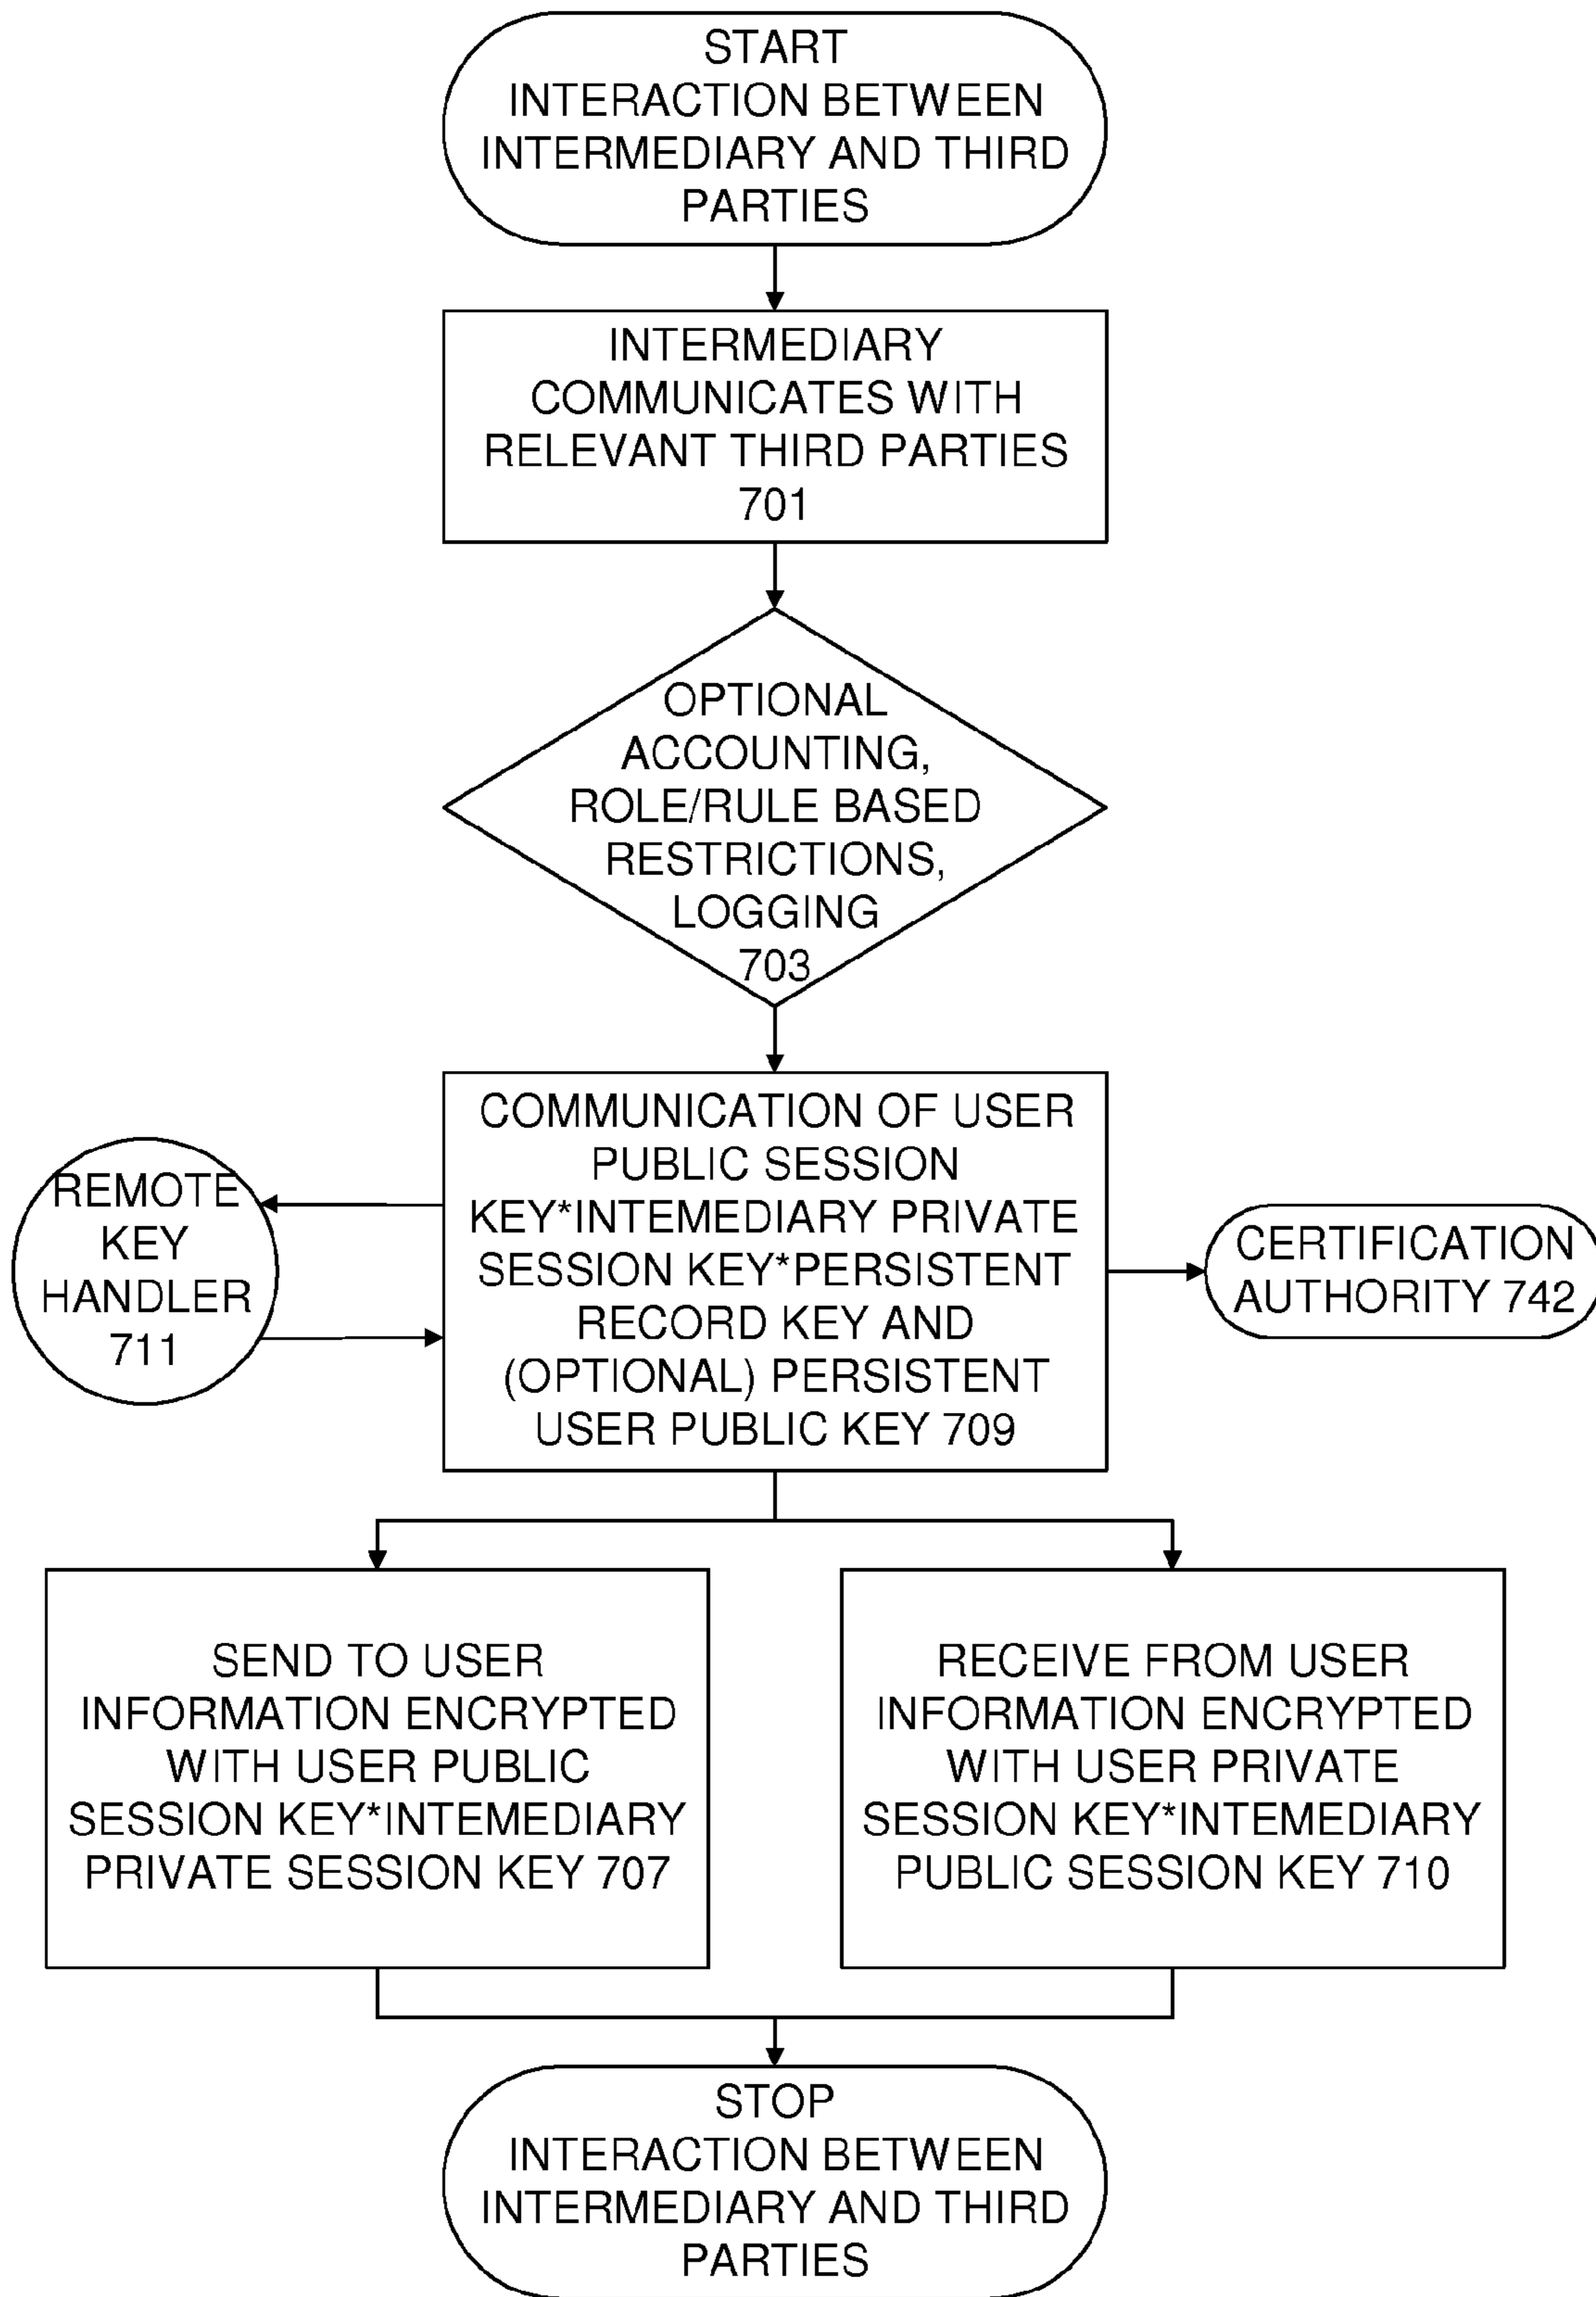 START
INTERACTION BETWEEN
INTERMEDIARY AND THIRD
PARTIES
INTERMEDIARY
COMMUNICATES WITH
RELEVANT THIRD PARTIES
701
OPTIONAL
ACCOUNTING,
ROLE/RULE BASED
RESTRICTIONS,
LOGGING
703
COMMUNICATION OF USER
PUBLIC SESSION
KEY*INTEMEDIARY PRIVATE
SESSION KEY*PERSISTENT
RECORD KEY AND
(OPTIONAL) PERSISTENT
USER PUBLIC KEY 709
REMOTE
KEY
HANDLER
711
CERTIFICATION
AUTHORITY 742
SEND TO USER
INFORMATION ENCRYPTED
WITH USER PUBLIC
SESSION KEY*INTEMEDIARY
PRIVATE SESSION KEY 707
RECEIVE FROM USER
INFORMATION ENCRYPTED
WITH USER PRIVATE
SESSION KEY*INTEMEDIARY
PUBLIC SESSION KEY 710
STOP
INTERACTION BETWEEN
INTERMEDIARY AND THIRD
PARTIES